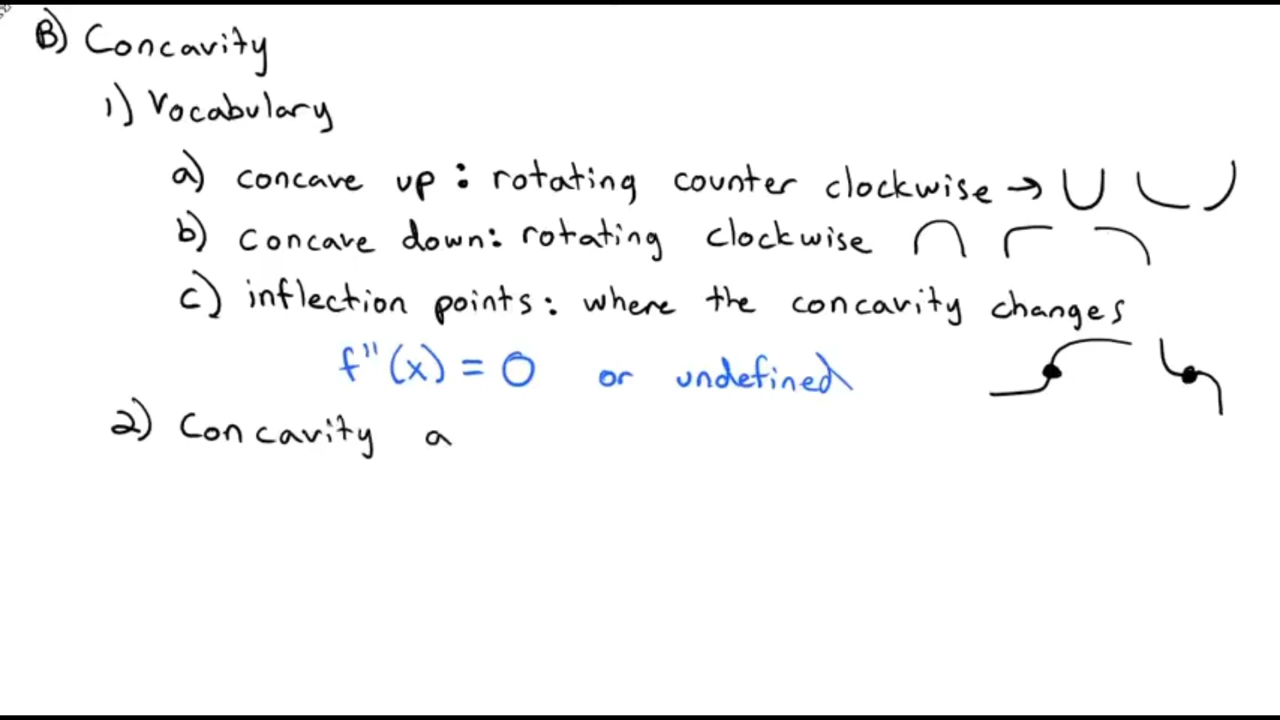 B) Concavity
1) Vocabulary
a) concave up : rotating counter clockwise →
b) concave down: rotating clockwise
c) inflection points: where the concavity changes
f"(x) = 0 or undefined
2) Concavity a